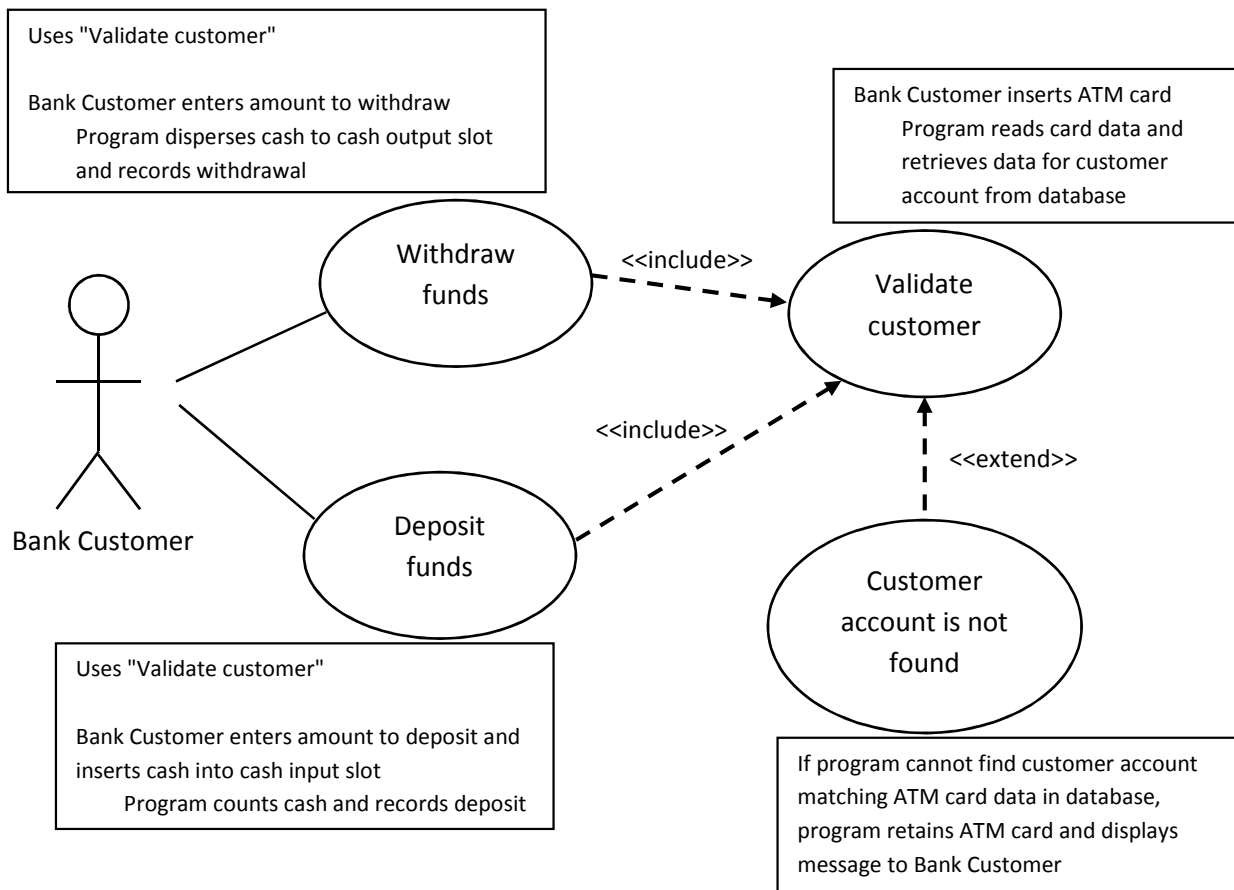 Uses "Validate customer"
Bank Customer enters amount to withdraw
Program disperses cash to cash output slot
and records withdrawal
Bank Customer inserts ATM card
Program reads card data and
retrieves data for customer
account from database
Withdraw
funds
<<include>>
Validate
customer
<<include>>
<<extend>>
Bank Customer
Deposit
funds
Customer
account is not
found
Uses "Validate customer"
Bank Customer enters amount to deposit and
inserts cash into cash input slot
Program counts cash and records deposit
If program cannot find customer account
matching ATM card data in database,
program retains ATM card and displays
message to Bank Customer